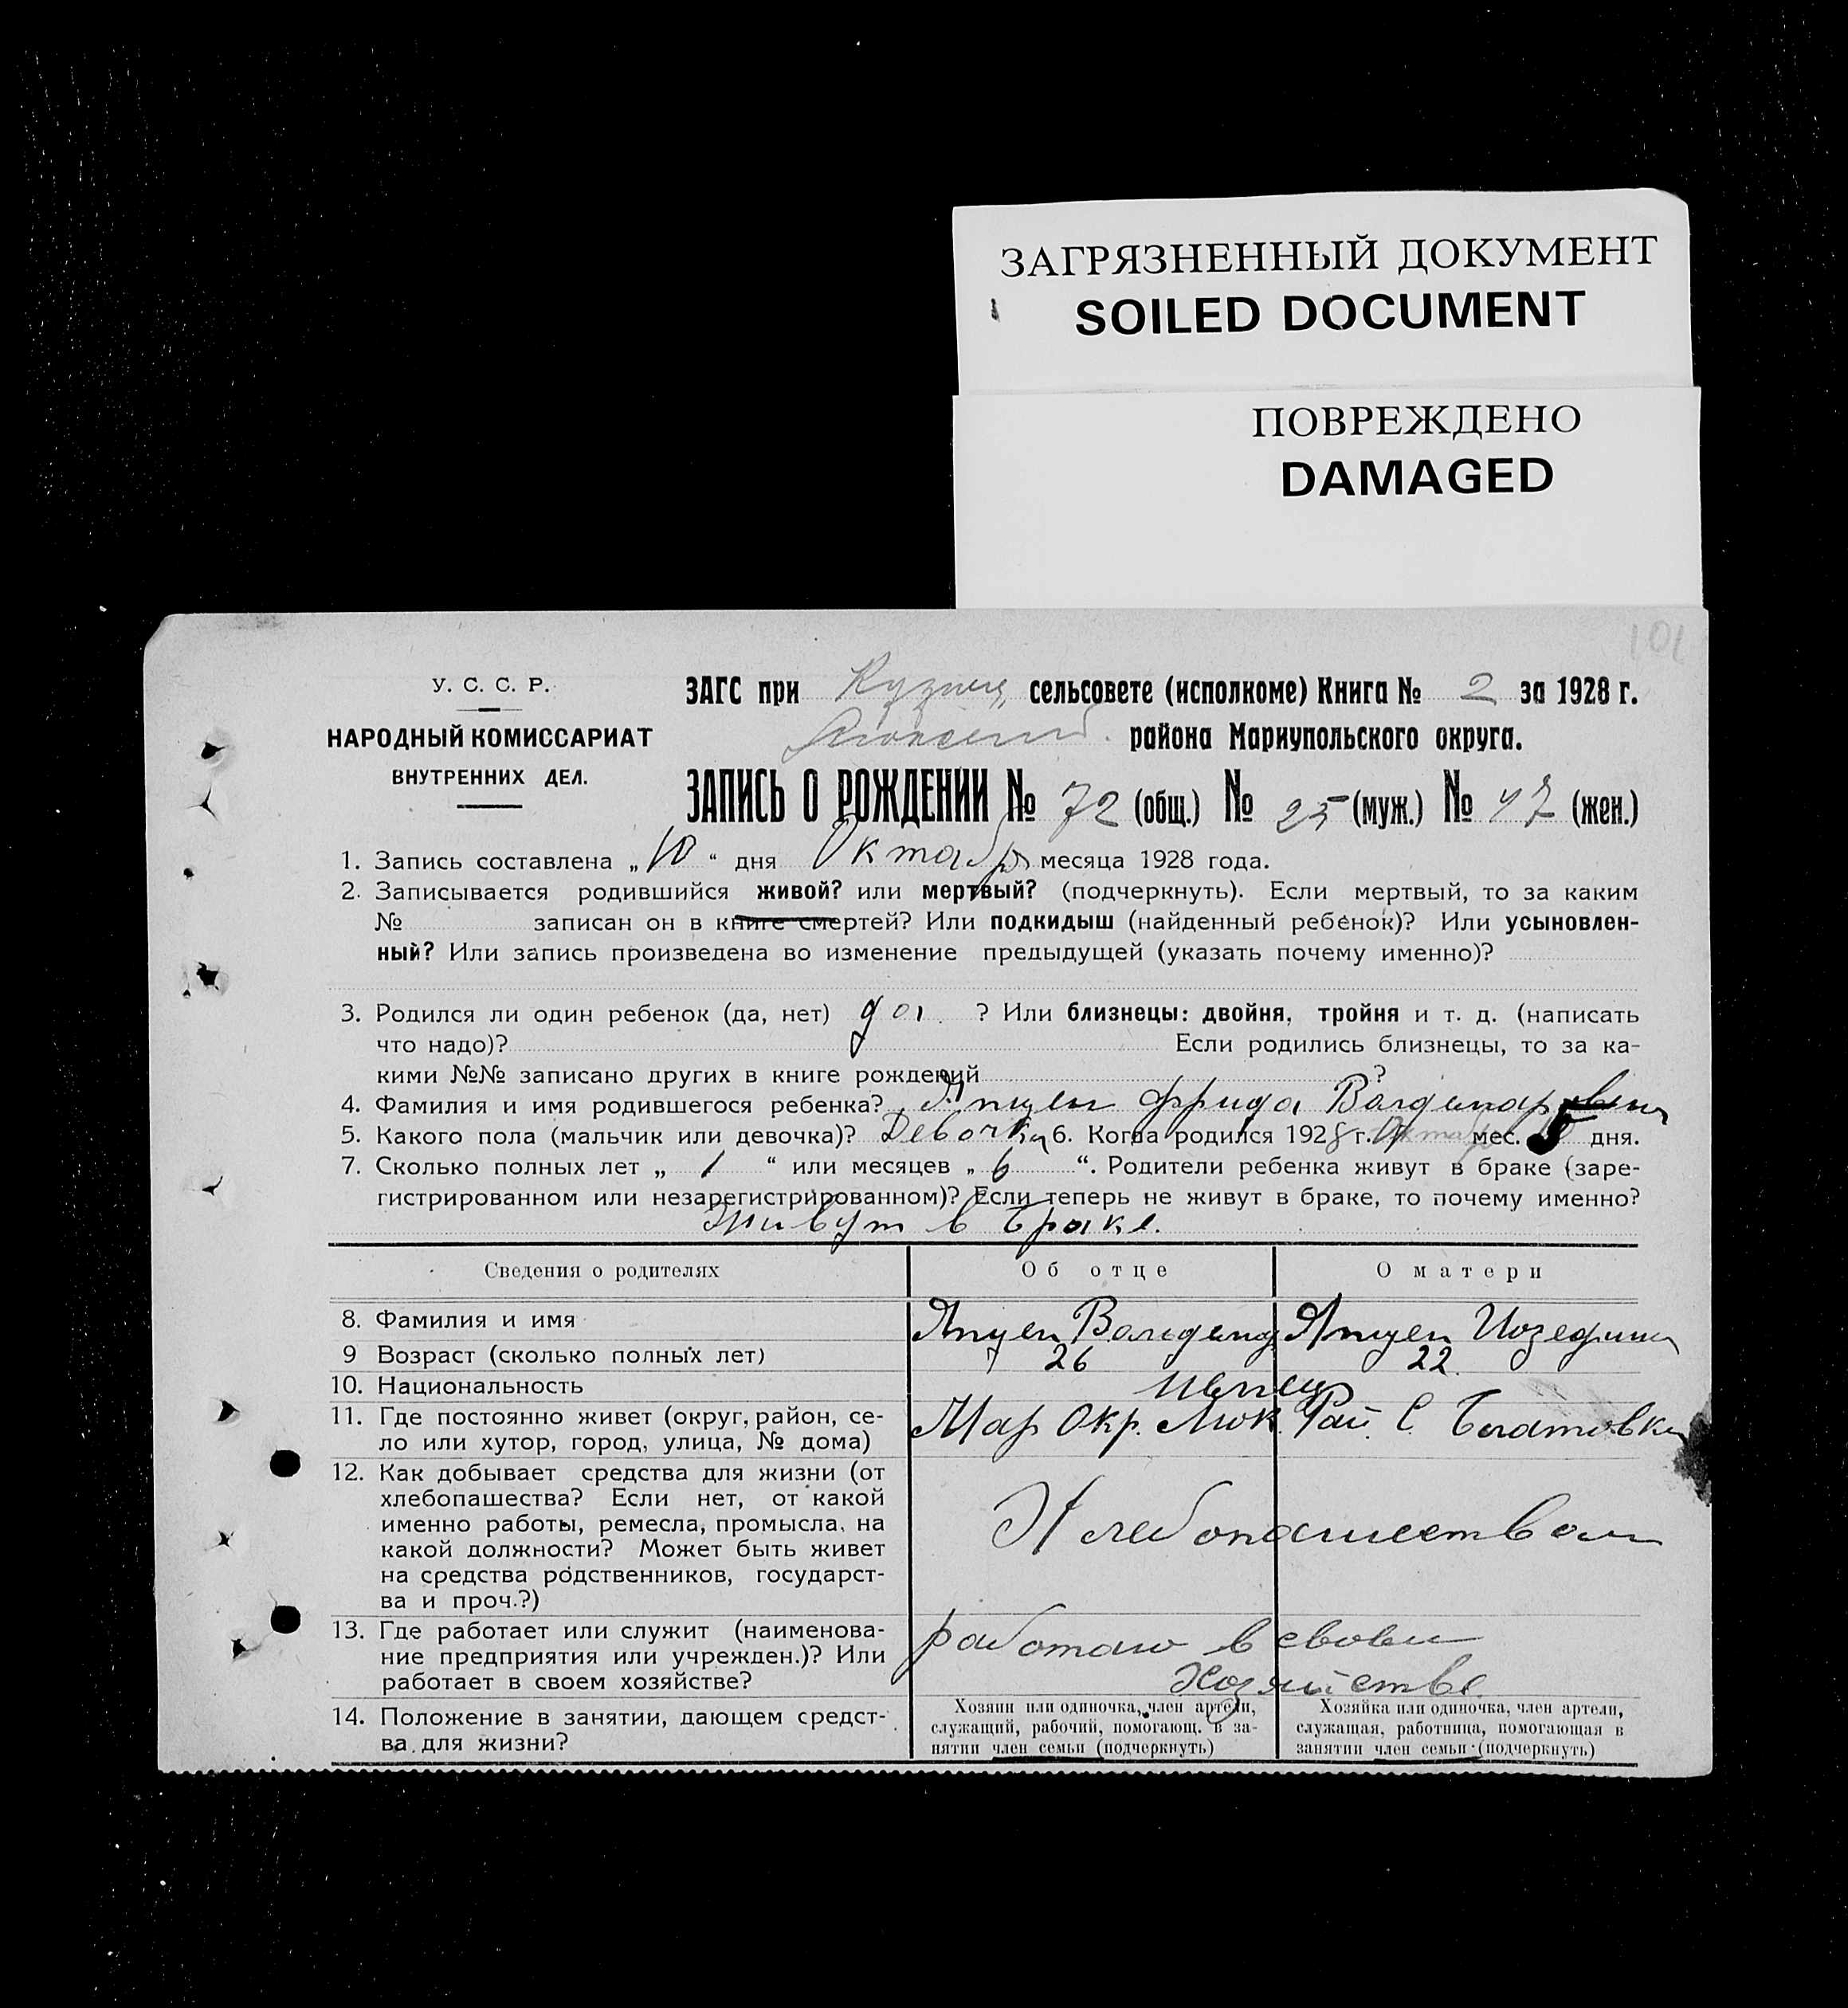 ЗАГРЯЗНЕННЫЙ ДОКУМЕНТ
SOILED DOCUMENT
ПОВРЕЖДЕНО
DAMAGED
101
У. С. С. Р.
НАРОДНЫЙ КОМИССАРИАТ
ВНУТРЕННИХ ДЕЛ.
ЗАГС при сельсовете (исполкоме) Книга № 2 за 1928 г.
района Мариупольского округа.
ЗАПИСЬ О РОЖДЕНИИ № 72 (общ.) № 25 (муж.) № 47 (жен.)
1. Запись составлена „10“ дня Октября месяца 1928 года.
2. Записывается родившийся живой? или мертвый? (подчеркнуть). Если мертвый, то за каким
№ записан он в книге смертей? Или подкидыш (найденный ребенок)? Или усыновлен-
ный? Или запись произведена во изменение предыдущей (указать почему именно)?
3. Родился ли один ребенок (да, нет) да ? Или близнецы: двойня, тройня и т. д. (написать
что надо)? Если родились близнецы, то за ка-
кими №№ записано других в книге рождений ?
4. Фамилия и имя родившегося ребенка? Янцен Фрида
5. Какого пола (мальчик или девочка)? Девочка 6. Когда родился 1928 г. мес. дня.
7. Сколько полных лет „ 1 “ или месяцев „ 6 “. Родители ребенка живут в браке (заре-
гистрированном или незарегистрированном)? Если теперь не живут в браке, то почему именно?
Живут в браке.
Сведения о родителях Об отце О матери
8. Фамилия и имя Янцен Вальдемар Янцен Иозефина
9 Возраст (сколько полных лет) 26 22
10. Национальность немец
11. Где постоянно живет (округ, район, се- Мар Окр. Люк. Рай. С.
ло или хутор, город, улица, № дома)
12. Как добывает средства для жизни (от
хлебопашества? Если нет, от какой
именно работы, ремесла, промысла, на Хлебопашеством
какой должности? Может быть живет
на средства родственников, государст-
ва и проч.?)
13. Где работает или служит (наименова- работаю в своем
ние предприятия или учрежден.)? Или
работает в своем хозяйстве? Хозяйстве
14. Положение в занятии, дающем средст-
ва для жизни?
Хозяин или одиночка, член артели,
служащий, рабочий, помогающ. в за-
нятии член семьи (подчеркнуть)
Хозяйка или одиночка, член артели,
служащая, работница, помогающая в
занятии член семьи (подчеркнуть)